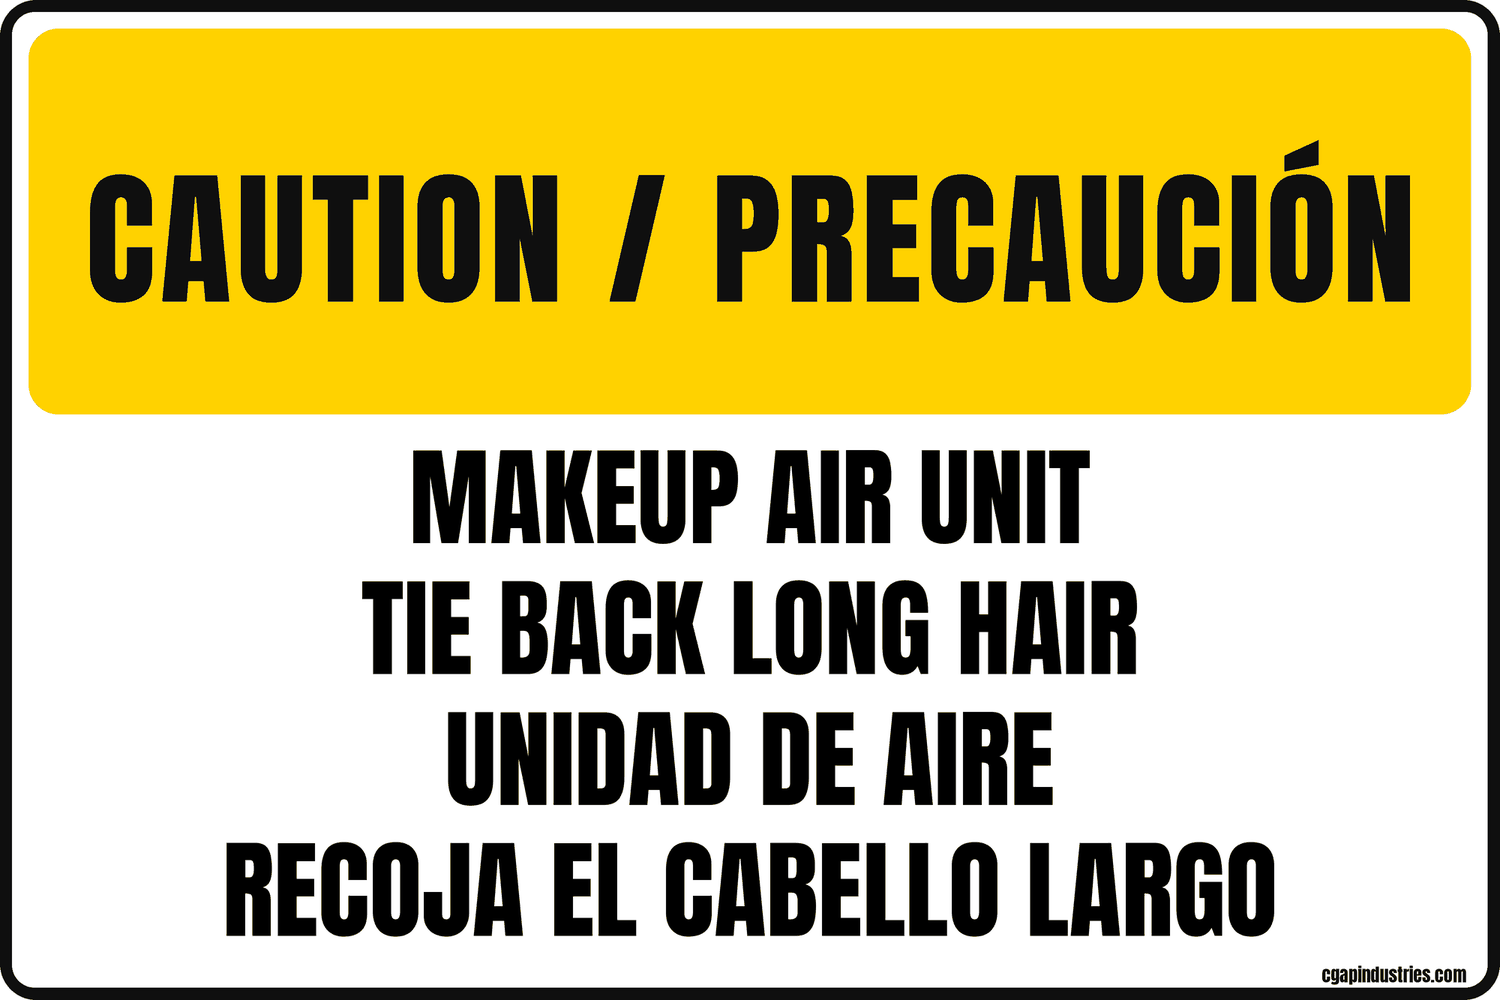 CAUTION / PRECAUCIÓN
MAKEUP AIR UNIT
TIE BACK LONG HAIR
UNIDAD DE AIRE
RECOJA EL CABELLO LARGO
cgapindustries.com